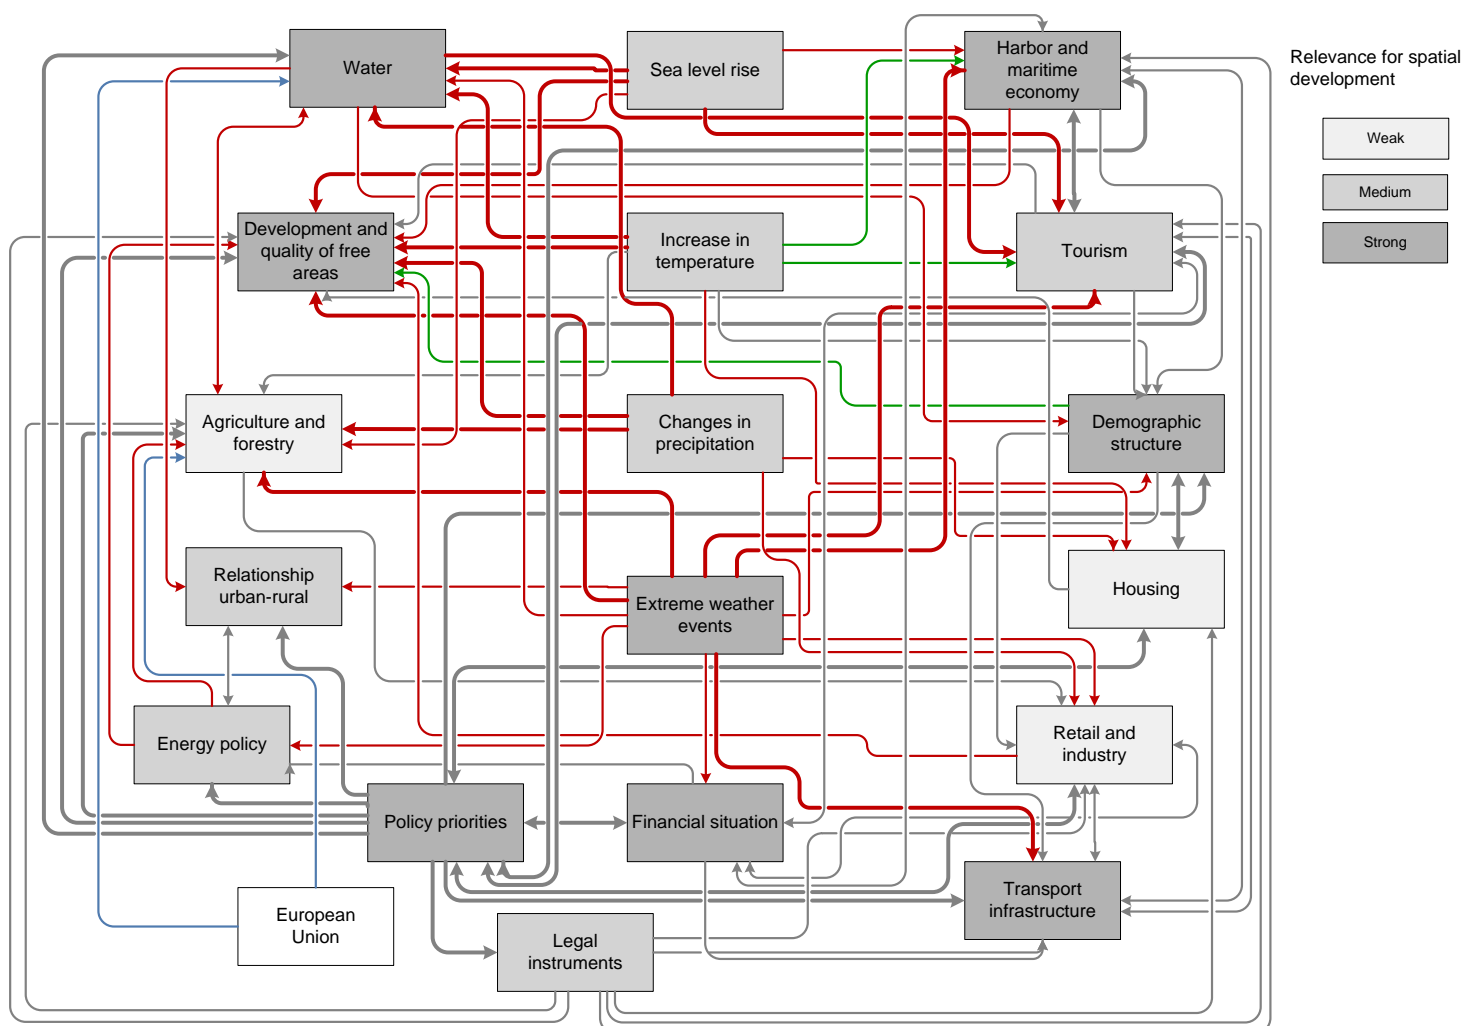 Water
Sea level rise
Harbor and
maritime
economy
Relevance for spatial
development
Weak
Medium
Strong
Development and
quality of free
areas
Increase in
temperature
Tourism
Agriculture and
forestry
Changes in
precipitation
Demographic
structure
Relationship
urban-rural
Extreme weather
events
Housing
Energy policy
Retail and
industry
Policy priorities
Financial situation
European
Union
Transport
infrastructure
Legal
instruments